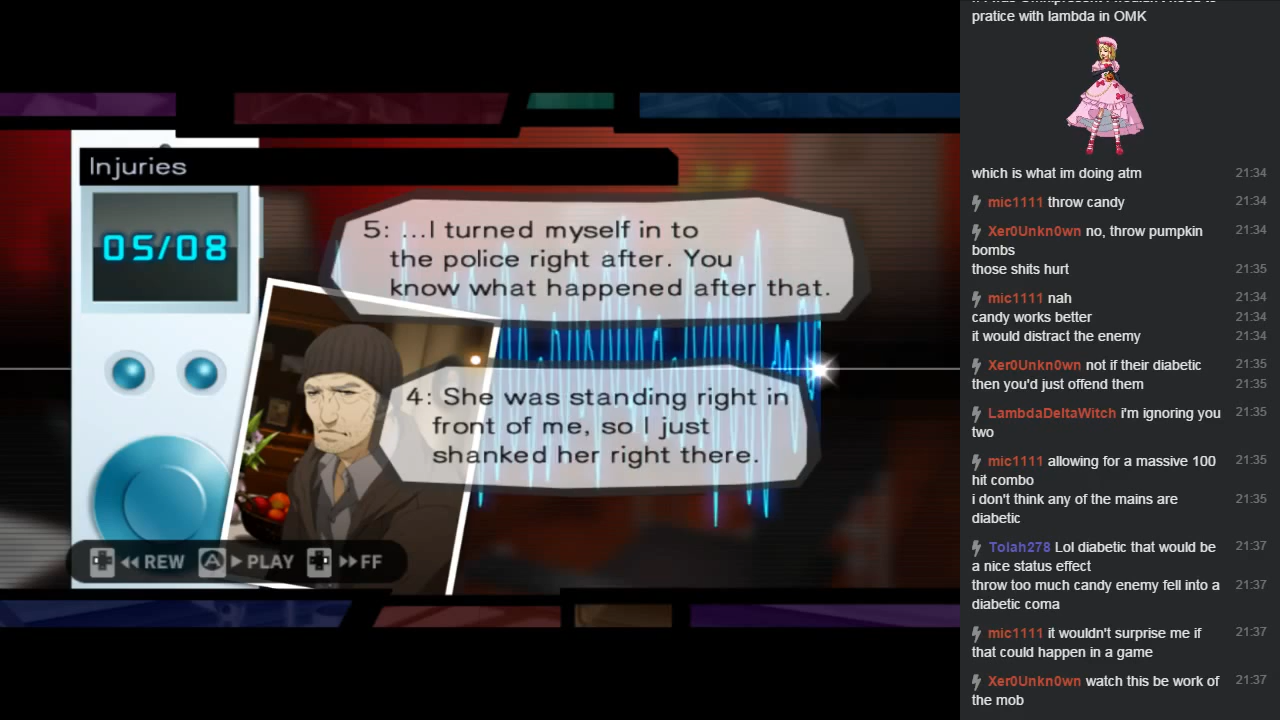 Injuries
05/08
5: ...I turned myself in to
the police right after. You
know what happened after that.
4: She was standing right in
front of me, so I just
shanked her right there.
REW A PLAY FF
pratice with lambda in OMK
which is what im doing atm 21:34
mic1111 throw candy 21:34
Xer0Unkn0wn no, throw pumpkin 21:34
bombs
those shits hurt 21:35
mic1111 nah 21:34
candy works better 21:34
it would distract the enemy 21:34
Xer0Unkn0wn not if their diabetic 21:35
then you'd just offend them 21:35
LambdaDeltaWitch i'm ignoring you 21:35
two
mic1111 allowing for a massive 100 21:35
hit combo
i don't think any of the mains are 21:35
diabetic
Tolah278 Lol diabetic that would be 21:37
a nice status effect
throw too much candy enemy fell into a 21:37
diabetic coma
mic1111 it wouldn't surprise me if 21:37
that could happen in a game
Xer0Unkn0wn watch this be work of 21:37
the mob